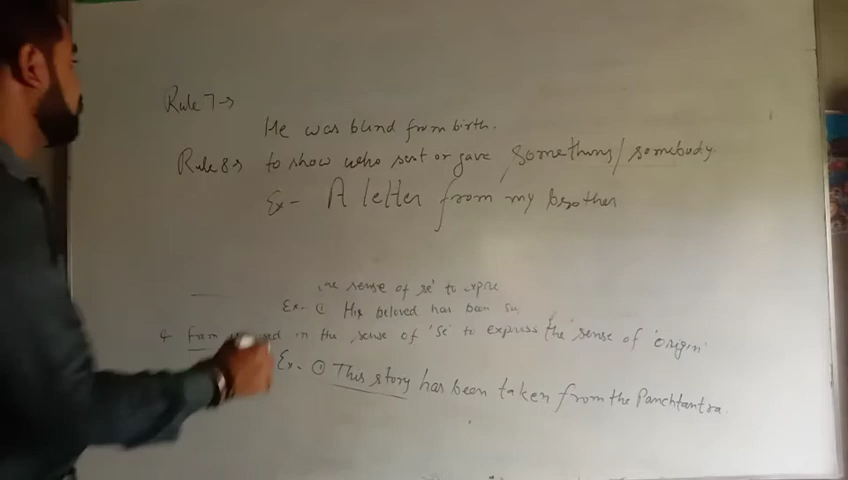 Rule 7→
He was blind from birth.
Rule 8→ to show who sent or gave something/somebody
Ex- A letter from my brother
sense of 'se' to
Ex- ① His beloved has been
4 from used in the sense of 'se' to express the sense of 'origin'
Ex- ① This story has been taken from the Panchtantra.